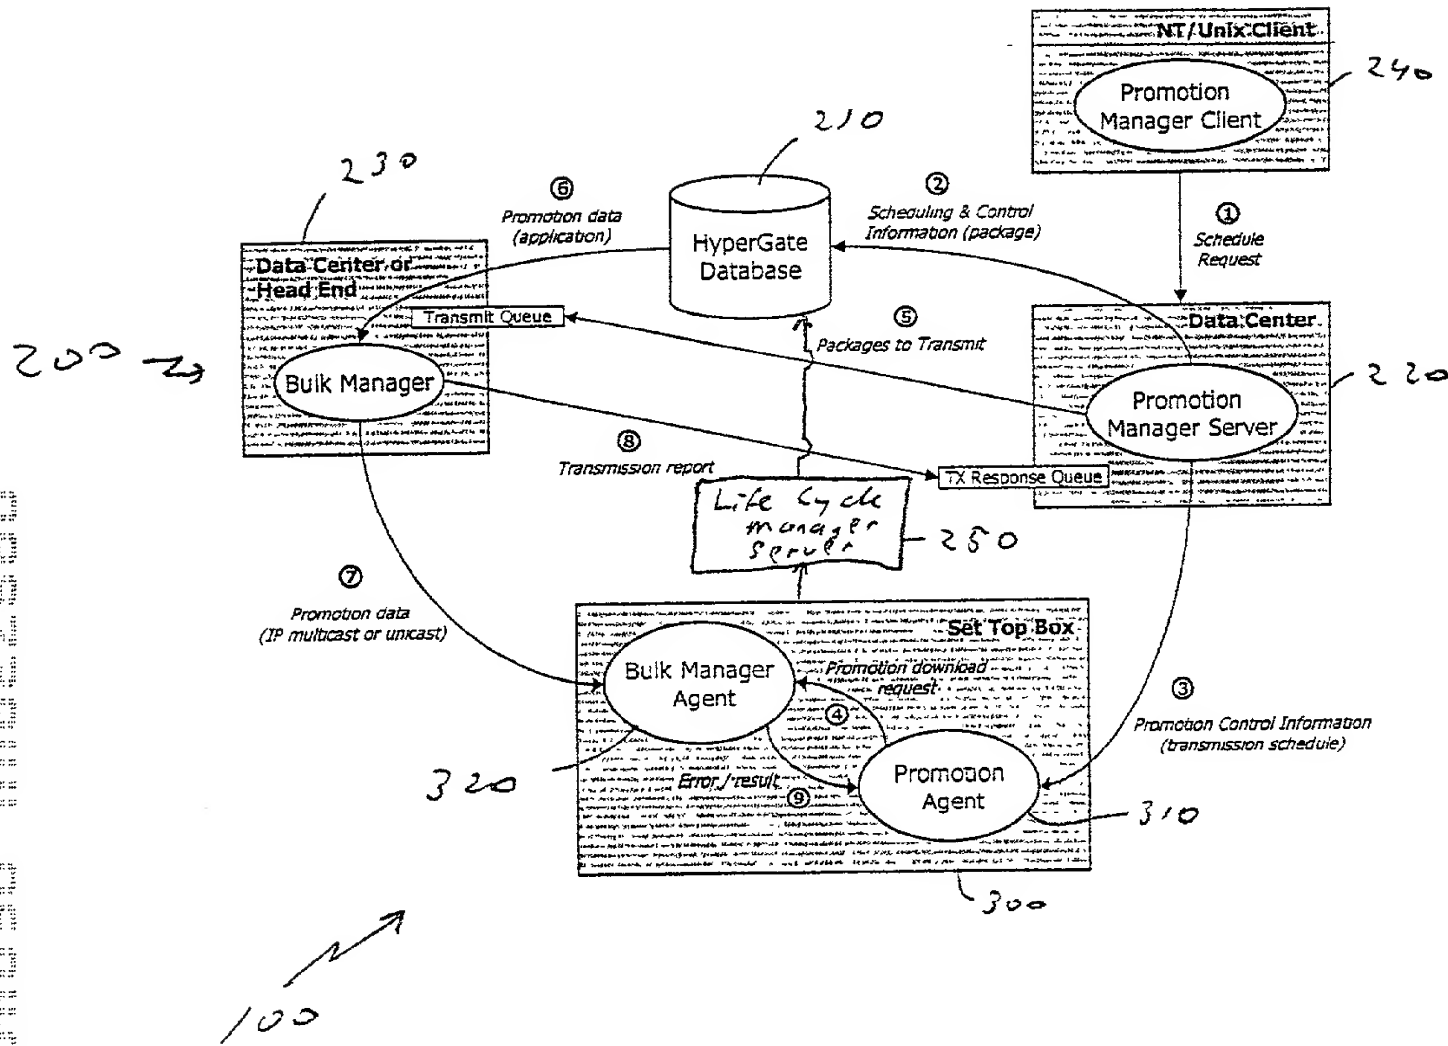 NT/Unix Client
Promotion
Manager Client
240
210
230
⑥
Promotion data
(application)
HyperGate
Database
②
Scheduling & Control
Information (package)
①
Schedule
Request
Data Center or
Head End
Transmit Queue
Bulk Manager
200
⑤
Packages to Transmit
Data Center
Promotion
Manager Server
220
⑧
Transmission report
TX Response Queue
Life Cycle
manager
server
250
⑦
Promotion data
(IP multicast or unicast)
Set Top Box
Bulk Manager
Agent
Promotion download
request
④
③
Promotion Control Information
(transmission schedule)
Error / result
⑨
Promotion
Agent
320
310
300
100